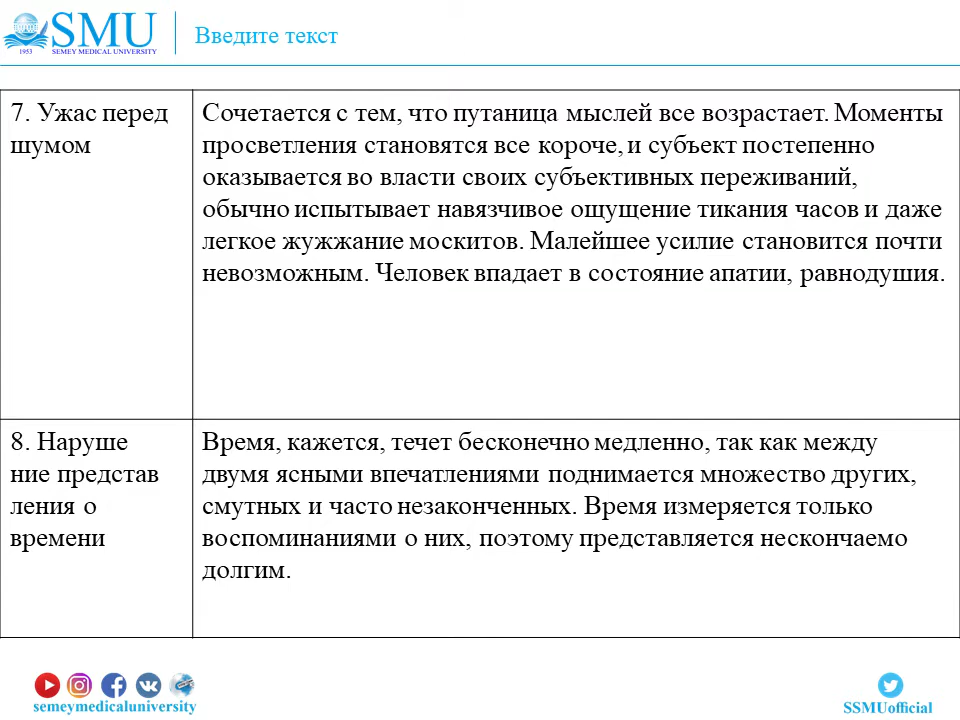 SMU
1953 SEMEY MEDICAL UNIVERSITY
Введите текст
7. Ужас перед
шумом
Сочетается с тем, что путаница мыслей все возрастает. Моменты
просветления становятся все короче, и субъект постепенно
оказывается во власти своих субъективных переживаний,
обычно испытывает навязчивое ощущение тикания часов и даже
легкое жужжание москитов. Малейшее усилие становится почти
невозможным. Человек впадает в состояние апатии, равнодушия.
8. Наруше
ние представ
ления о
времени
Время, кажется, течет бесконечно медленно, так как между
двумя ясными впечатлениями поднимается множество других,
смутных и часто незаконченных. Время измеряется только
воспоминаниями о них, поэтому представляется нескончаемо
долгим.
semeymedicaluniversity
SSMUofficial